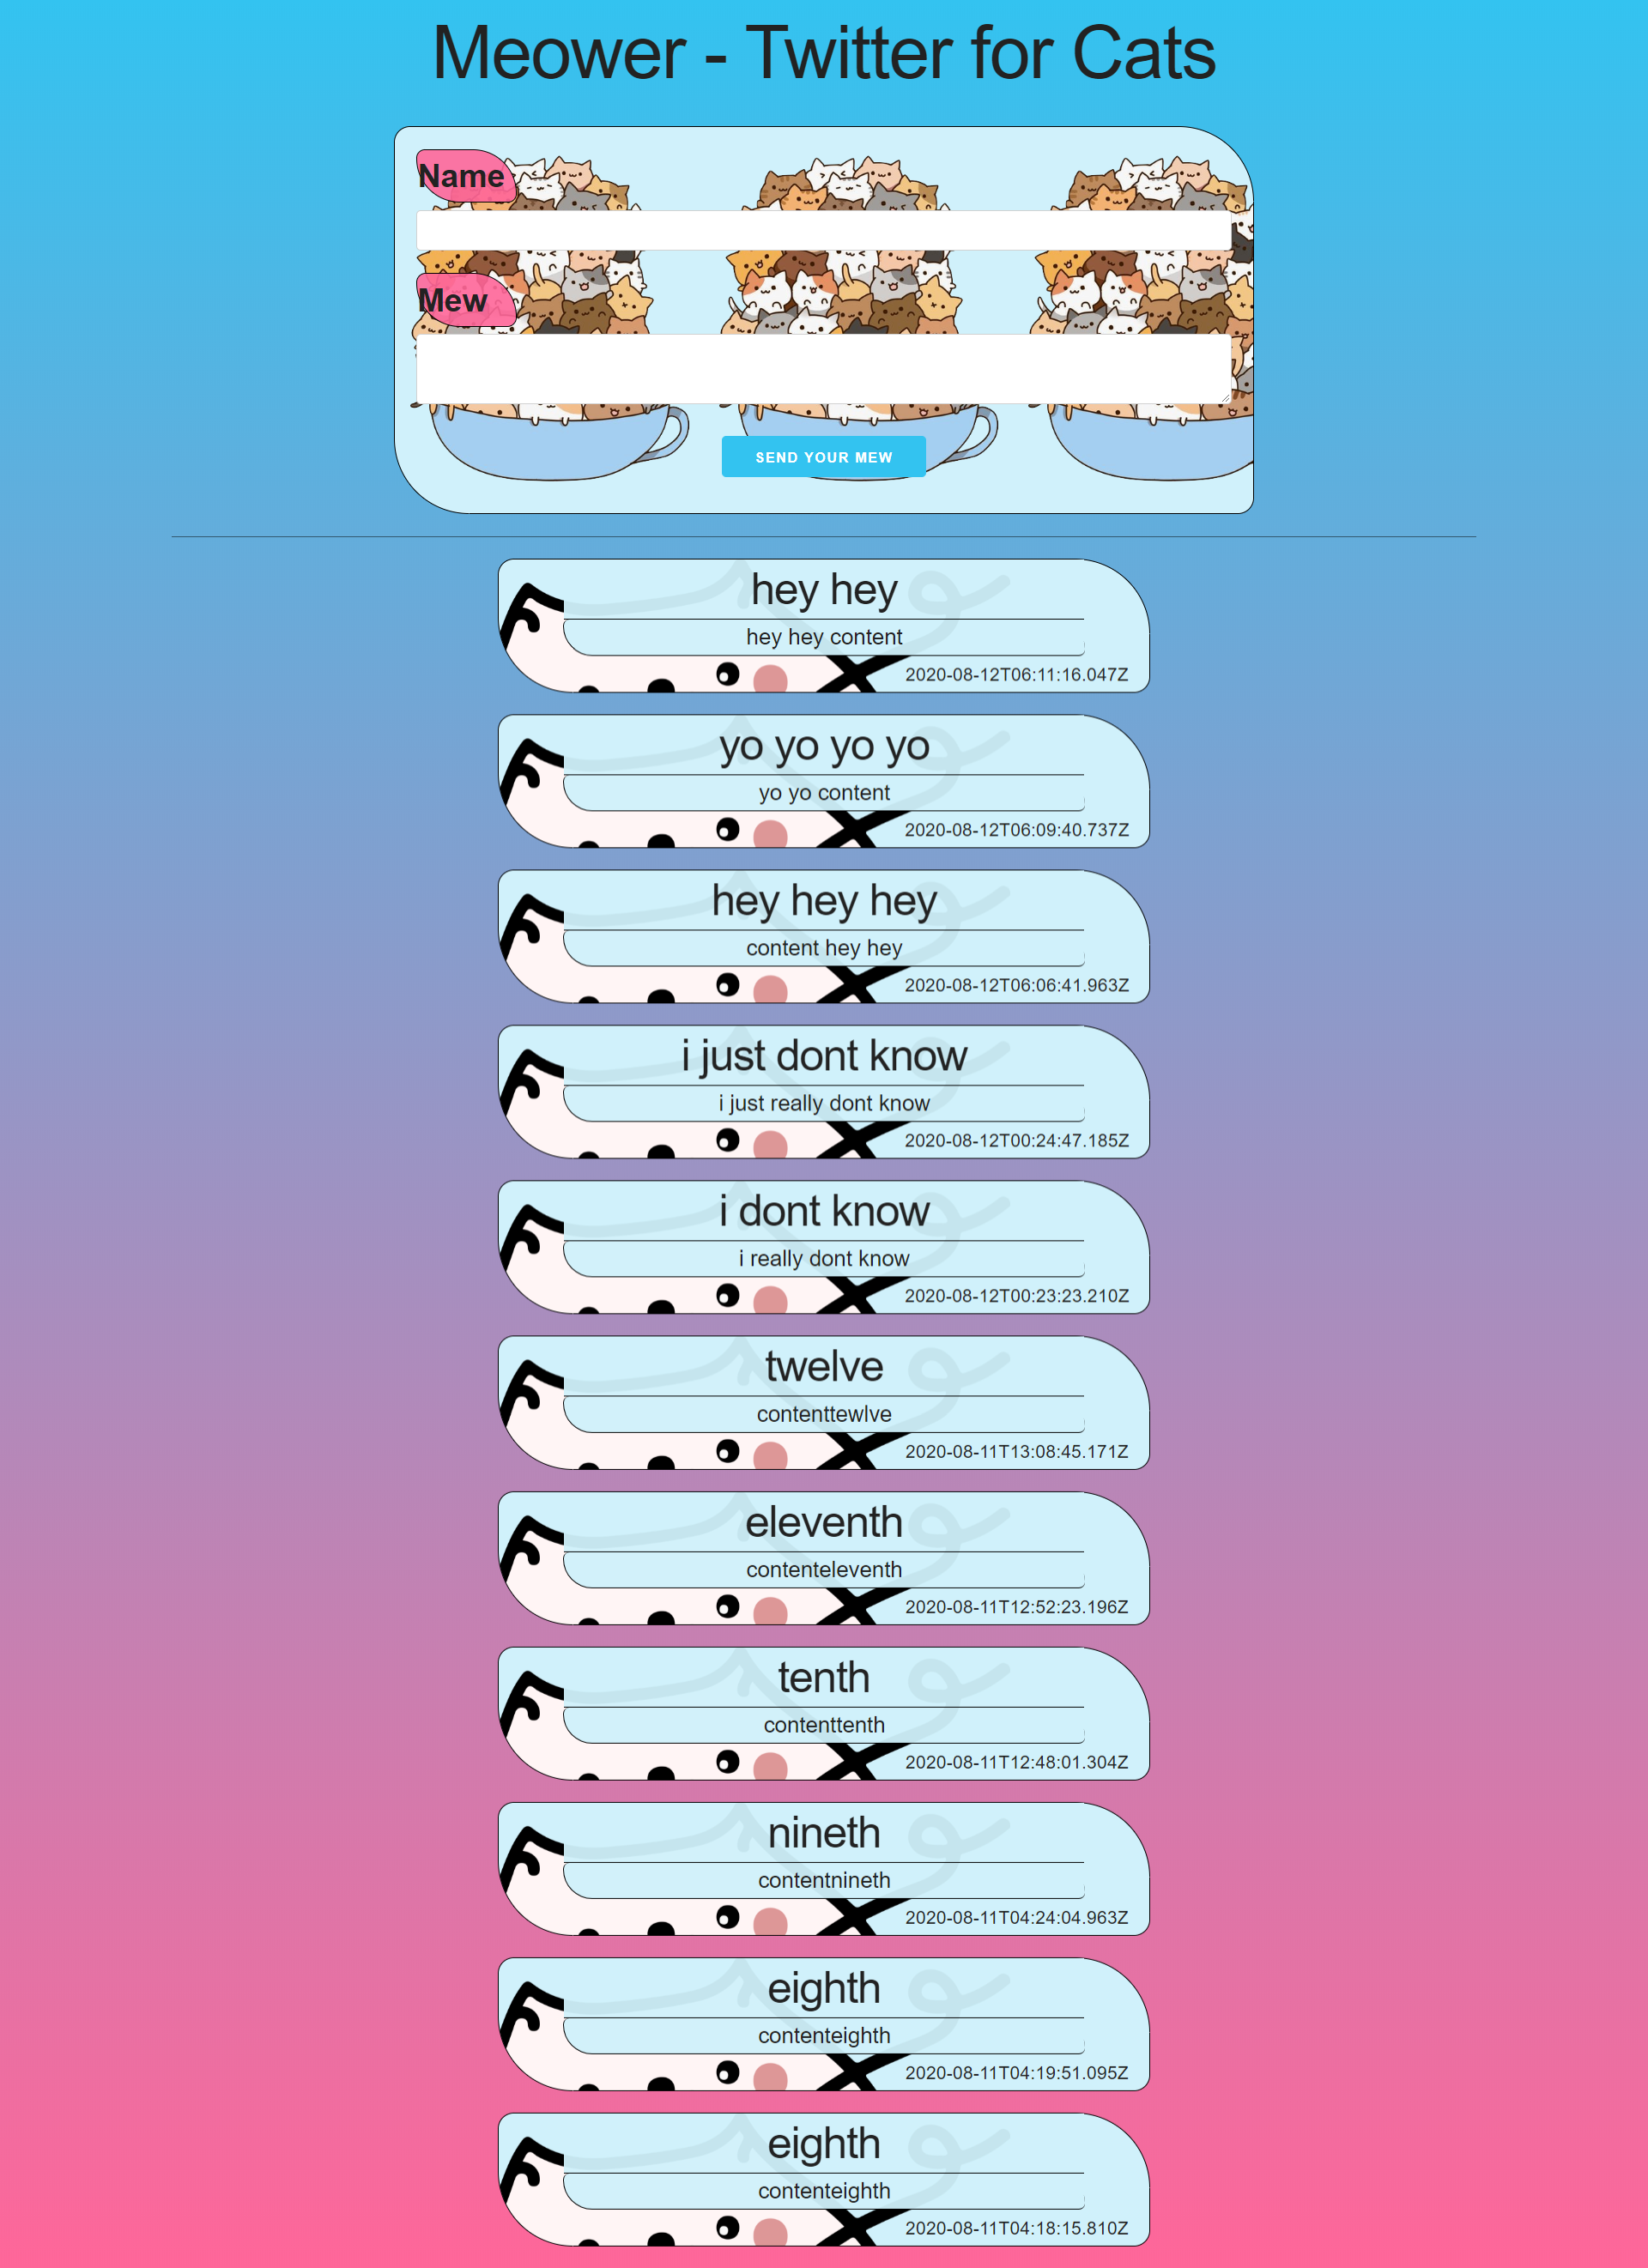 Meower - Twitter for Cats
Name
Mew
SEND YOUR MEW
hey hey
hey hey content
2020-08-12T06:11:16.047Z
yo yo yo yo
yo yo content
2020-08-12T06:09:40.737Z
hey hey hey
content hey hey
2020-08-12T06:06:41.963Z
i just dont know
i just really dont know
2020-08-12T00:24:47.185Z
i dont know
i really dont know
2020-08-12T00:23:23.210Z
twelve
contenttewlve
2020-08-11T13:08:45.171Z
eleventh
contenteleventh
2020-08-11T12:52:23.196Z
tenth
contenttenth
2020-08-11T12:48:01.304Z
nineth
contentnineth
2020-08-11T04:24:04.963Z
eighth
contenteighth
2020-08-11T04:19:51.095Z
eighth
contenteighth
2020-08-11T04:18:15.810Z